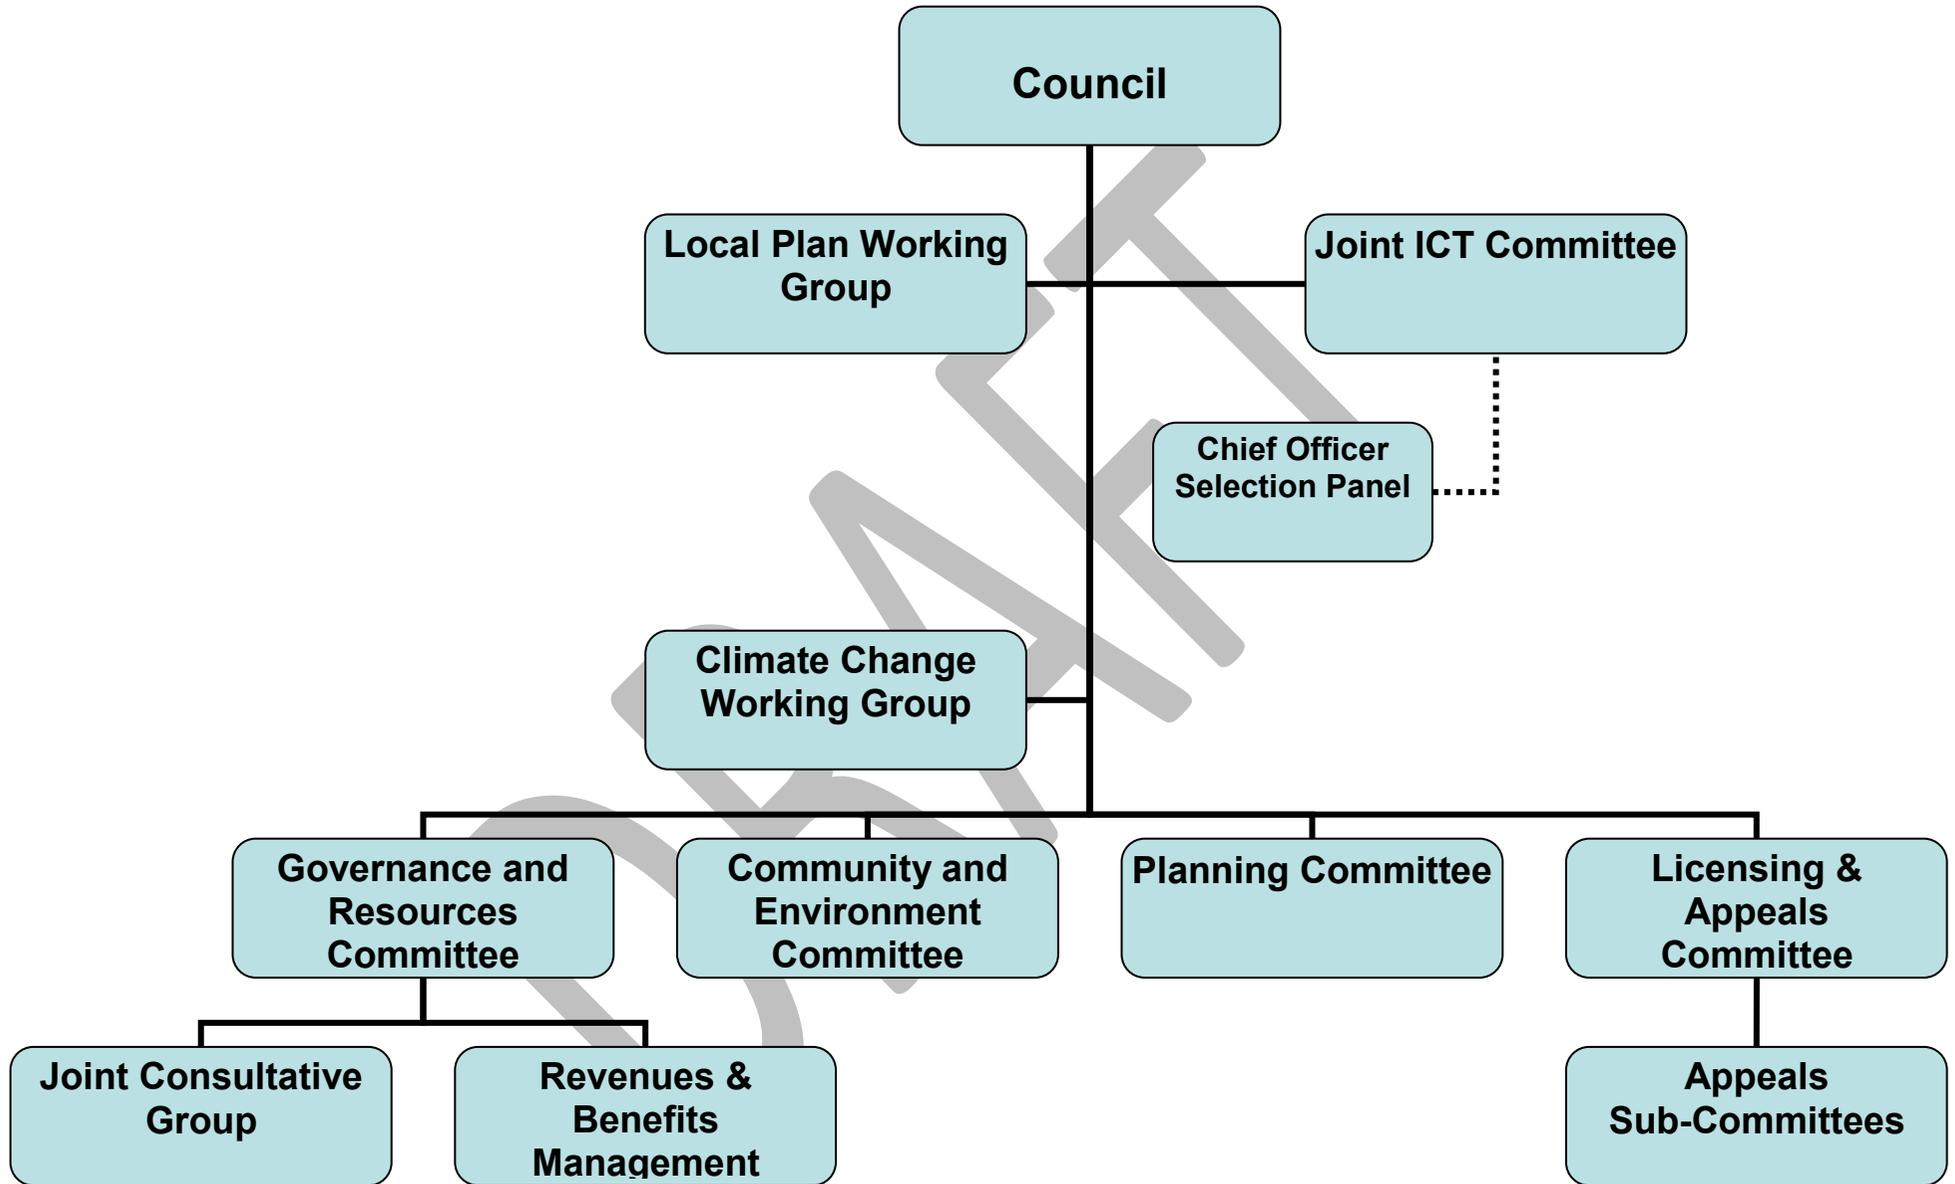 Council
Local Plan Working
Group
Joint ICT Committee
Chief Officer
Selection Panel
Climate Change
Working Group
Governance and
Resources
Committee
Community and
Environment
Committee
Planning Committee
Licensing &
Appeals
Committee
Joint Consultative
Group
Revenues &
Benefits
Management
Appeals
Sub-Committees
DRAFT